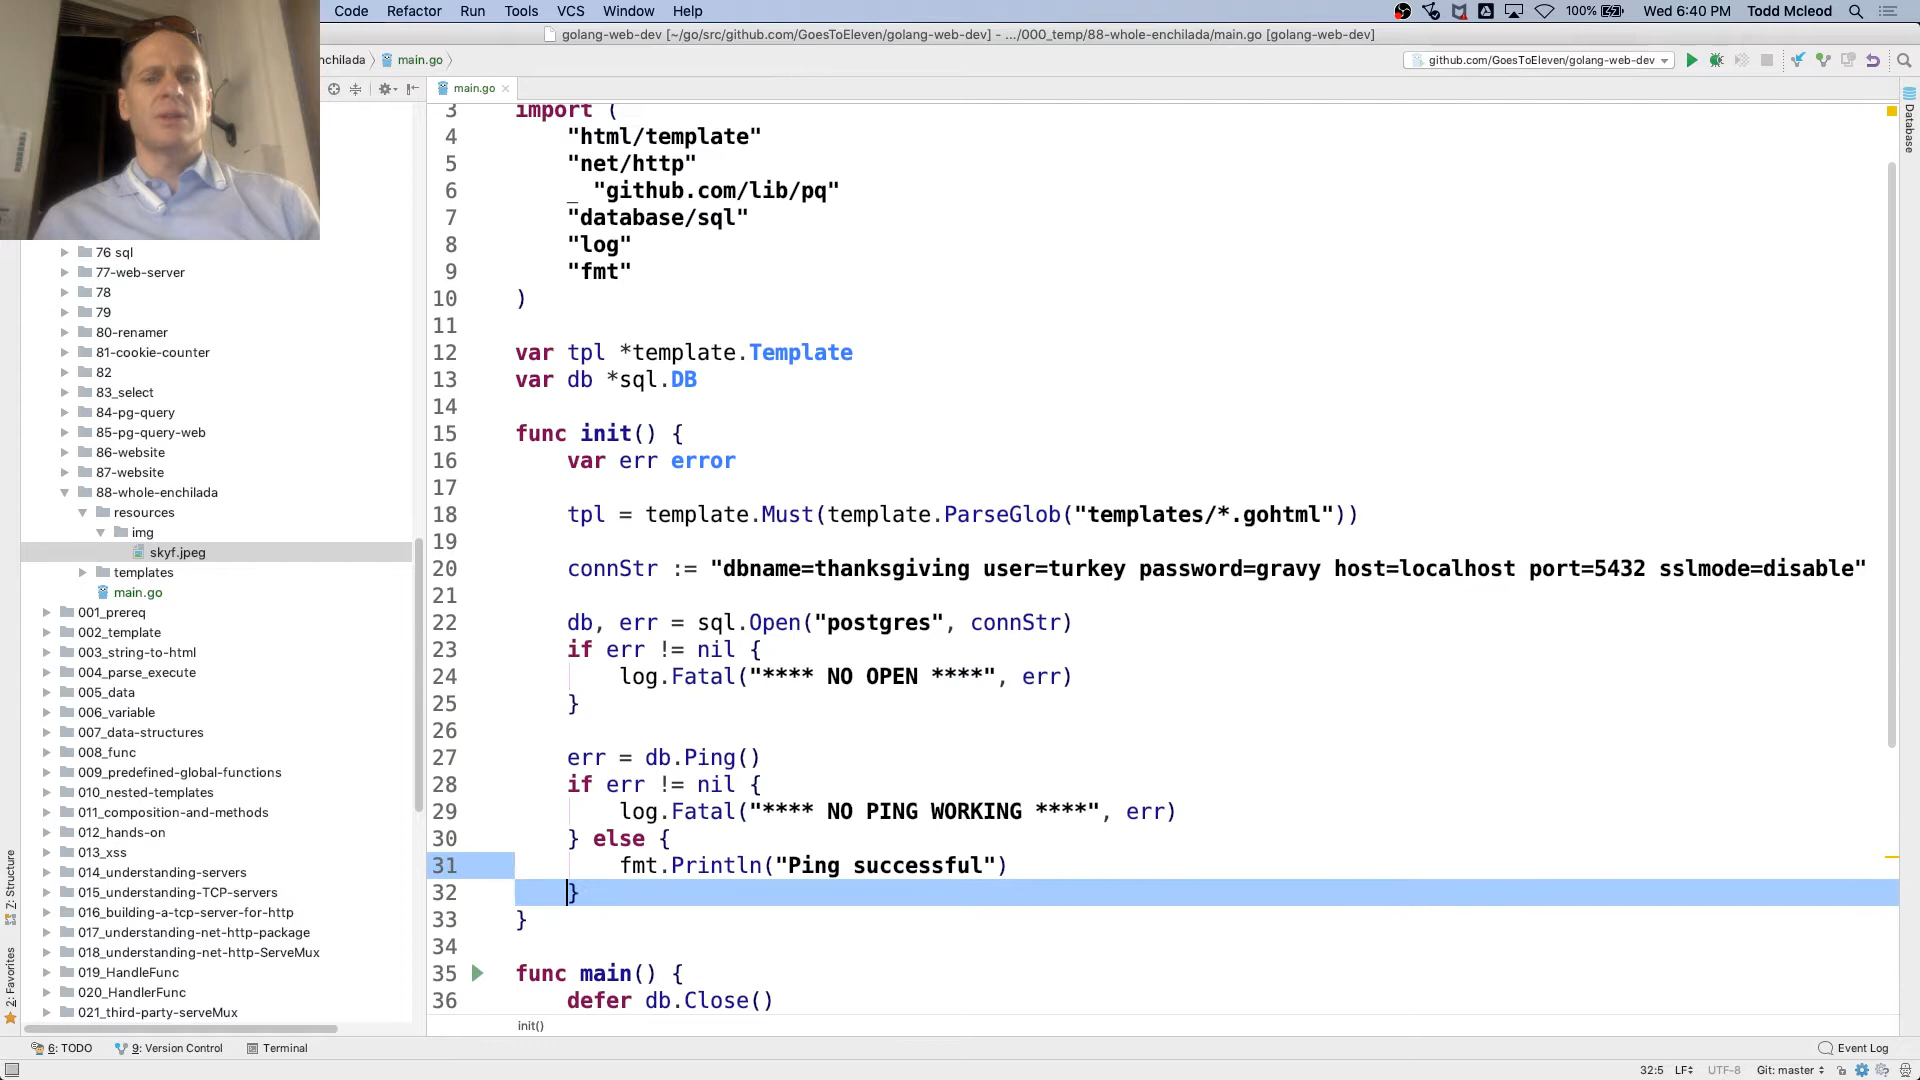 Code Refactor Run Tools VCS Window Help 100% Wed 6:40 PM Todd Mcleod
golang-web-dev [~/go/src/github.com/GoesToEleven/golang-web-dev] - .../000_temp/88-whole-enchilada/main.go [golang-web-dev]
nchilada main.go github.com/GoesToEleven/golang-web-dev
main.go
Database
76 sql
77-web-server
78
79
80-renamer
81-cookie-counter
82
83_select
84-pg-query
85-pg-query-web
86-website
87-website
88-whole-enchilada
resources
img
skyf.jpeg
templates
main.go
001_prereq
002_template
003_string-to-html
004_parse_execute
005_data
006_variable
007_data-structures
008_func
009_predefined-global-functions
010_nested-templates
011_composition-and-methods
012_hands-on
013_xss
014_understanding-servers
015_understanding-TCP-servers
016_building-a-tcp-server-for-http
017_understanding-net-http-package
018_understanding-net-http-ServeMux
019_HandleFunc
020_HandlerFunc
021_third-party-serveMux
Z: Structure
2: Favorites
3 import (
4 "html/template"
5 "net/http"
6 _ "github.com/lib/pq"
7 "database/sql"
8 "log"
9 "fmt"
10 )
11
12 var tpl *template.Template
13 var db *sql.DB
14
15 func init() {
16 var err error
17
18 tpl = template.Must(template.ParseGlob("templates/*.gohtml"))
19
20 connStr := "dbname=thanksgiving user=turkey password=gravy host=localhost port=5432 sslmode=disable"
21
22 db, err = sql.Open("postgres", connStr)
23 if err != nil {
24 log.Fatal("**** NO OPEN ****", err)
25 }
26
27 err = db.Ping()
28 if err != nil {
29 log.Fatal("**** NO PING WORKING ****", err)
30 } else {
31 fmt.Println("Ping successful")
32 }
33 }
34
35 func main() {
36 defer db.Close()
init()
6: TODO 9: Version Control Terminal Event Log
32:5 LF UTF-8 Git: master